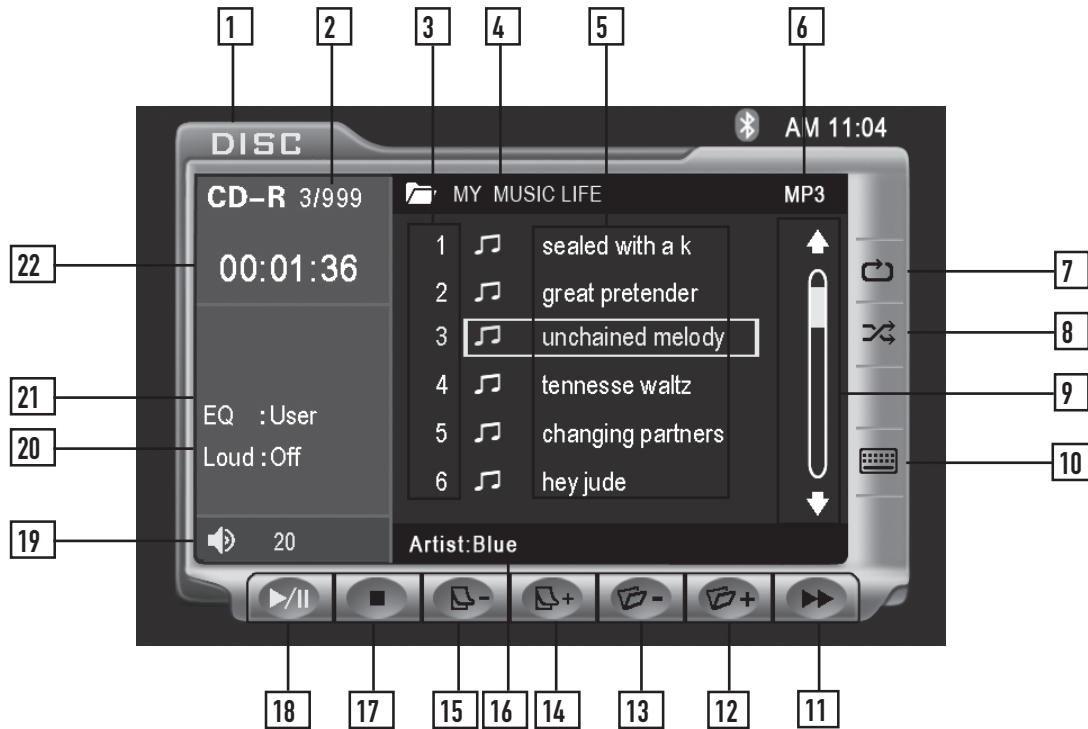 1 2 3 4 5 6
AM 11:04
DISC
CD-R 3/999
MY MUSIC LIFE
MP3
00:01:36
1 sealed with a k
2 great pretender
3 unchained melody
4 tennesse waltz
5 changing partners
6 hey jude
EQ :User
Loud :Off
20
Artist:Blue
22
21
20
19
7
8
9
10
- + - +
18 17 15 16 14 13 12 11